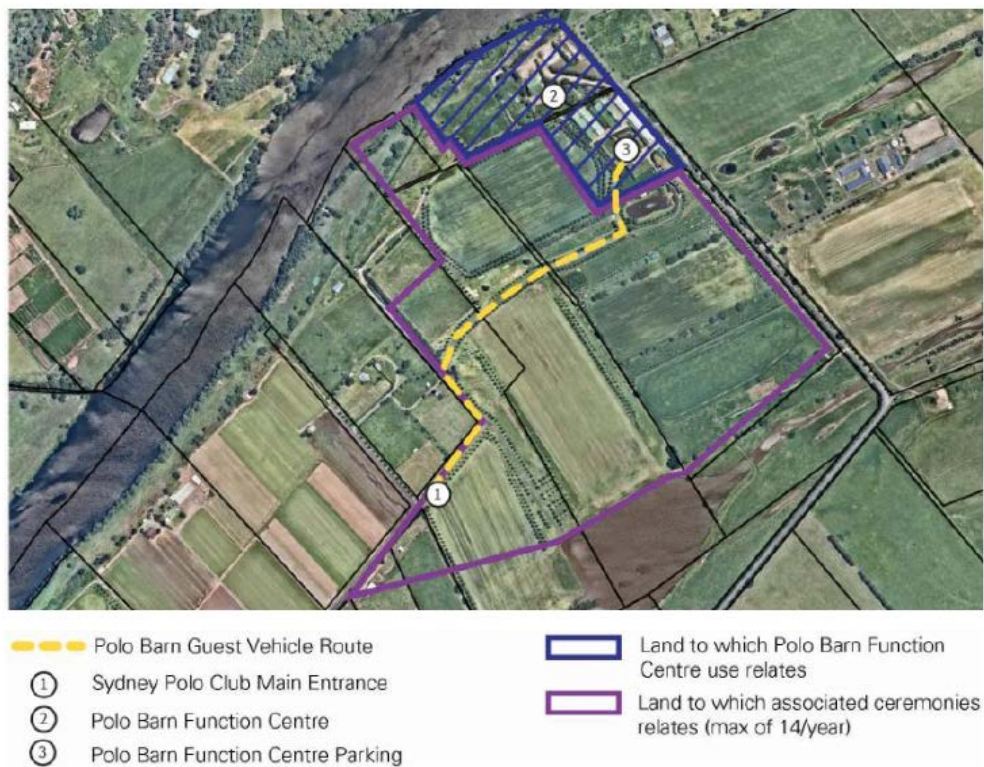 2
3
1
Polo Barn Guest Vehicle Route
1 Sydney Polo Club Main Entrance
2 Polo Barn Function Centre
3 Polo Barn Function Centre Parking
Land to which Polo Barn Function
Centre use relates
Land to which associated ceremonies
relates (max of 14/year)